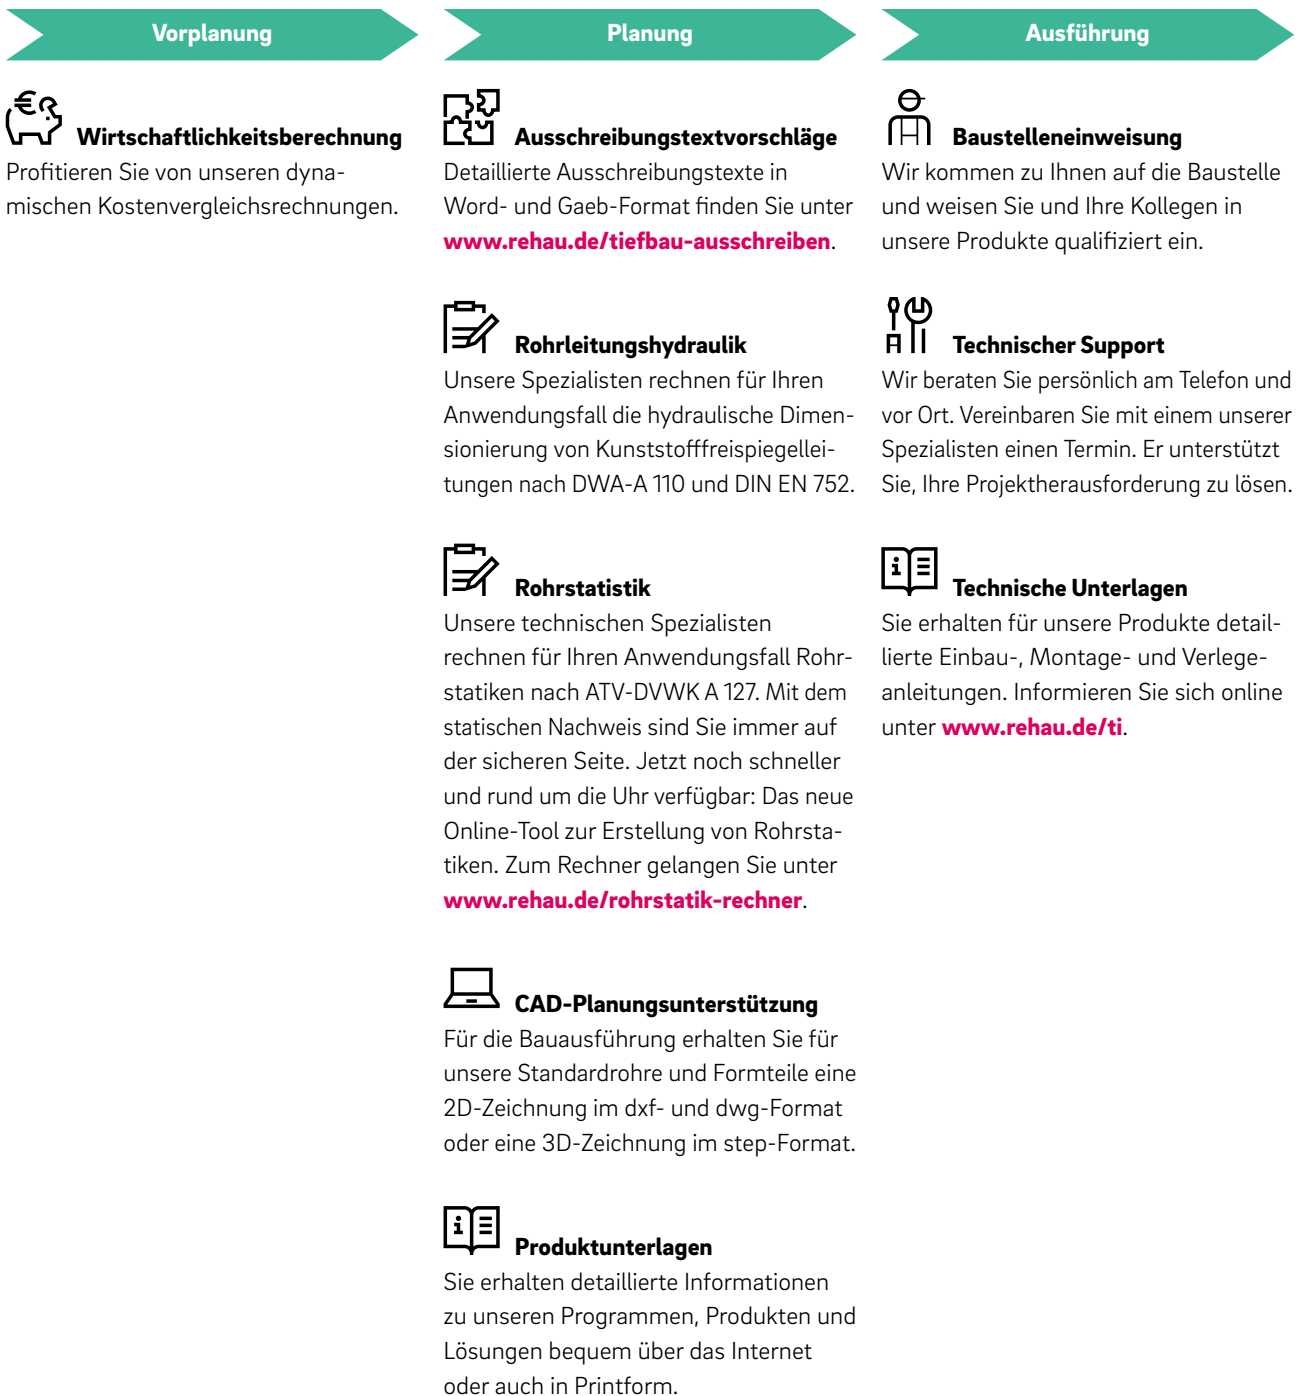 Vorplanung
Wirtschaftlichkeitsberechnung
Profitieren Sie von unseren dyna-
mischen Kostenvergleichsrechnungen.
Planung
Ausschreibungstextvorschläge
Detaillierte Ausschreibungstexte in
Word- und Gaeb-Format finden Sie unter
www.rehau.de/tiefbau-ausschreiben.
Rohrleitungshydraulik
Unsere Spezialisten rechnen für Ihren
Anwendungsfall die hydraulische Dimen-
sionierung von Kunststofffreispiegellei-
tungen nach DWA-A 110 und DIN EN 752.
Rohrstatistik
Unsere technischen Spezialisten
rechnen für Ihren Anwendungsfall Rohr-
statiken nach ATV-DVWK A 127. Mit dem
statischen Nachweis sind Sie immer auf
der sicheren Seite. Jetzt noch schneller
und rund um die Uhr verfügbar: Das neue
Online-Tool zur Erstellung von Rohrsta-
tiken. Zum Rechner gelangen Sie unter
www.rehau.de/rohrstatik-rechner.
CAD-Planungsunterstützung
Für die Bauausführung erhalten Sie für
unsere Standardrohre und Formteile eine
2D-Zeichnung im dxf- und dwg-Format
oder eine 3D-Zeichnung im step-Format.
Produktunterlagen
Sie erhalten detaillierte Informationen
zu unseren Programmen, Produkten und
Lösungen bequem über das Internet
oder auch in Printform.
Ausführung
Baustelleneinweisung
Wir kommen zu Ihnen auf die Baustelle
und weisen Sie und Ihre Kollegen in
unsere Produkte qualifiziert ein.
Technischer Support
Wir beraten Sie persönlich am Telefon und
vor Ort. Vereinbaren Sie mit einem unserer
Spezialisten einen Termin. Er unterstützt
Sie, Ihre Projektherausforderung zu lösen.
Technische Unterlagen
Sie erhalten für unsere Produkte detail-
lierte Einbau-, Montage- und Verlege-
anleitungen. Informieren Sie sich online
unter www.rehau.de/ti.